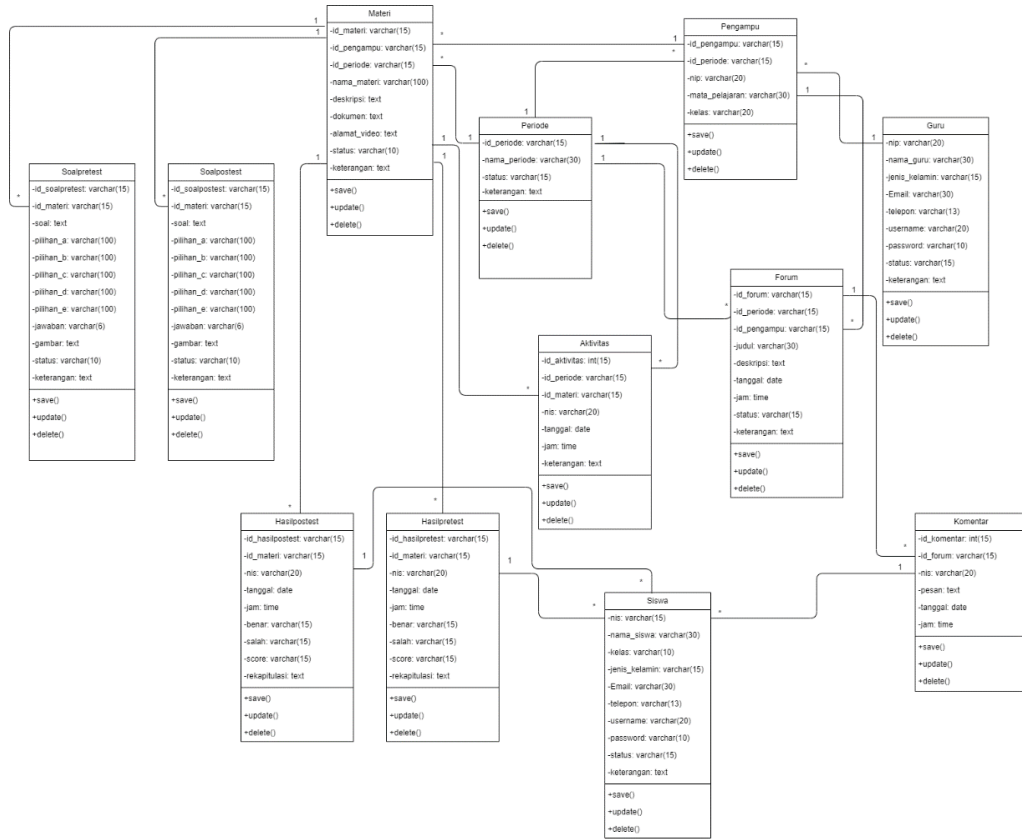 Materi
-id_materi: varchar(15)
-id_pengampu: varchar(15)
-id_periode: varchar(15)
-nama_materi: varchar(100)
-deskripsi: text
-dokumen: text
-alamat_video: text
-status: varchar(10)
-keterangan: text
+save()
+update()
+delete()
Pengampu
-id_pengampu: varchar(15)
-id_periode: varchar(15)
-nip: varchar(20)
-mata_pelajaran: varchar(30)
-kelas: varchar(20)
+save()
+update()
+delete()
Periode
-id_periode: varchar(15)
-nama_periode: varchar(30)
-status: varchar(15)
-keterangan: text
+save()
+update()
+delete()
Guru
-nip: varchar(20)
-nama_guru: varchar(30)
-jenis_kelamin: varchar(15)
-Email: varchar(30)
-telepon: varchar(13)
-username: varchar(20)
-password: varchar(10)
-status: varchar(15)
-keterangan: text
+save()
+update()
+delete()
Soalpretest
-id_soalpretest: varchar(15)
-id_materi: varchar(15)
-soal: text
-pilihan_a: varchar(100)
-pilihan_b: varchar(100)
-pilihan_c: varchar(100)
-pilihan_d: varchar(100)
-pilihan_e: varchar(100)
-jawaban: varchar(6)
-gambar: text
-status: varchar(10)
-keterangan: text
+save()
+update()
+delete()
Soalpostest
-id_soalpostest: varchar(15)
-id_materi: varchar(15)
-soal: text
-pilihan_a: varchar(100)
-pilihan_b: varchar(100)
-pilihan_c: varchar(100)
-pilihan_d: varchar(100)
-pilihan_e: varchar(100)
-jawaban: varchar(6)
-gambar: text
-status: varchar(10)
-keterangan: text
+save()
+update()
+delete()
Forum
-id_forum: varchar(15)
-id_periode: varchar(15)
-id_pengampu: varchar(15)
-judul: varchar(30)
-deskripsi: text
-tanggal: date
-jam: time
-status: varchar(15)
-keterangan: text
+save()
+update()
+delete()
Aktivitas
-id_aktivitas: int(15)
-id_periode: varchar(15)
-id_materi: varchar(15)
-nis: varchar(20)
-tanggal: date
-jam: time
-keterangan: text
+save()
+update()
+delete()
Hasilpostest
-id_hasilpostest: varchar(15)
-id_materi: varchar(15)
-nis: varchar(20)
-tanggal: date
-jam: time
-benar: varchar(15)
-salah: varchar(15)
-score: varchar(15)
-rekapitulasi: text
+save()
+update()
+delete()
Hasilpretest
-id_hasilpretest: varchar(15)
-id_materi: varchar(15)
-nis: varchar(20)
-tanggal: date
-jam: time
-benar: varchar(15)
-salah: varchar(15)
-score: varchar(15)
-rekapitulasi: text
+save()
+update()
+delete()
Komentar
-id_komentar: int(15)
-id_forum: varchar(15)
-nis: varchar(20)
-pesan: text
-tanggal: date
-jam: time
+save()
+update()
+delete()
Siswa
-nis: varchar(15)
-nama_siswa: varchar(30)
-kelas: varchar(10)
-jenis_kelamin: varchar(15)
-Email: varchar(30)
-telepon: varchar(13)
-username: varchar(20)
-password: varchar(10)
-status: varchar(15)
-keterangan: text
+save()
+update()
+delete()
1
1
*
*
*
1
*
1
1
*
*
1
*
1
1
1
1
1
1
*
*
1
*
*
*
*
*
1
1
*
*
*
*
1